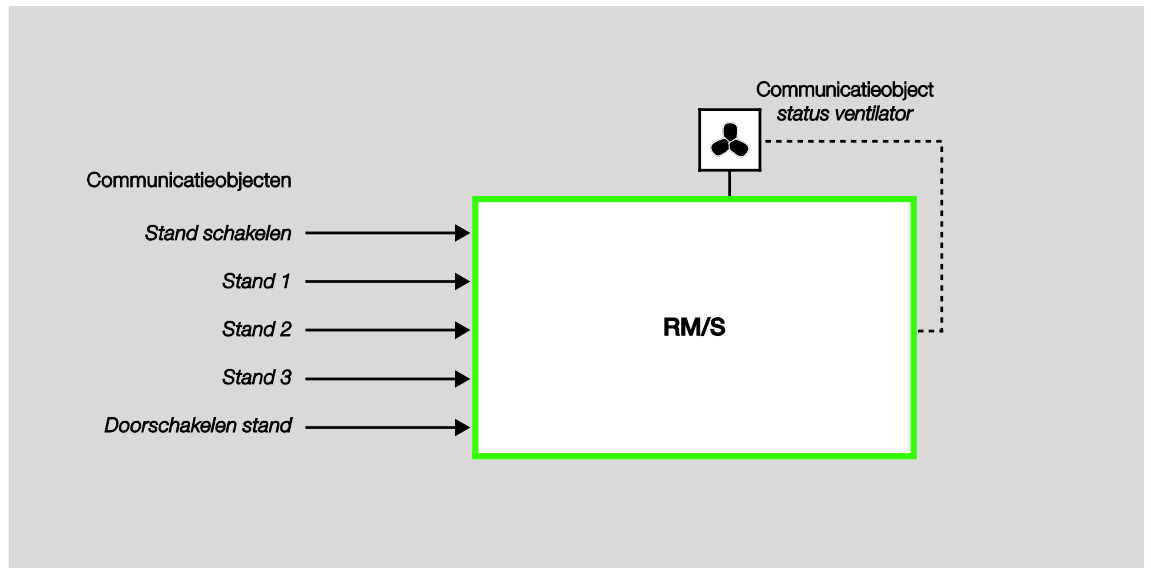 Communicatieobject
status ventilator
Communicatieobjecten
Stand schakelen
Stand 1
Stand 2
RM/S
Stand 3
Doorschakelen stand